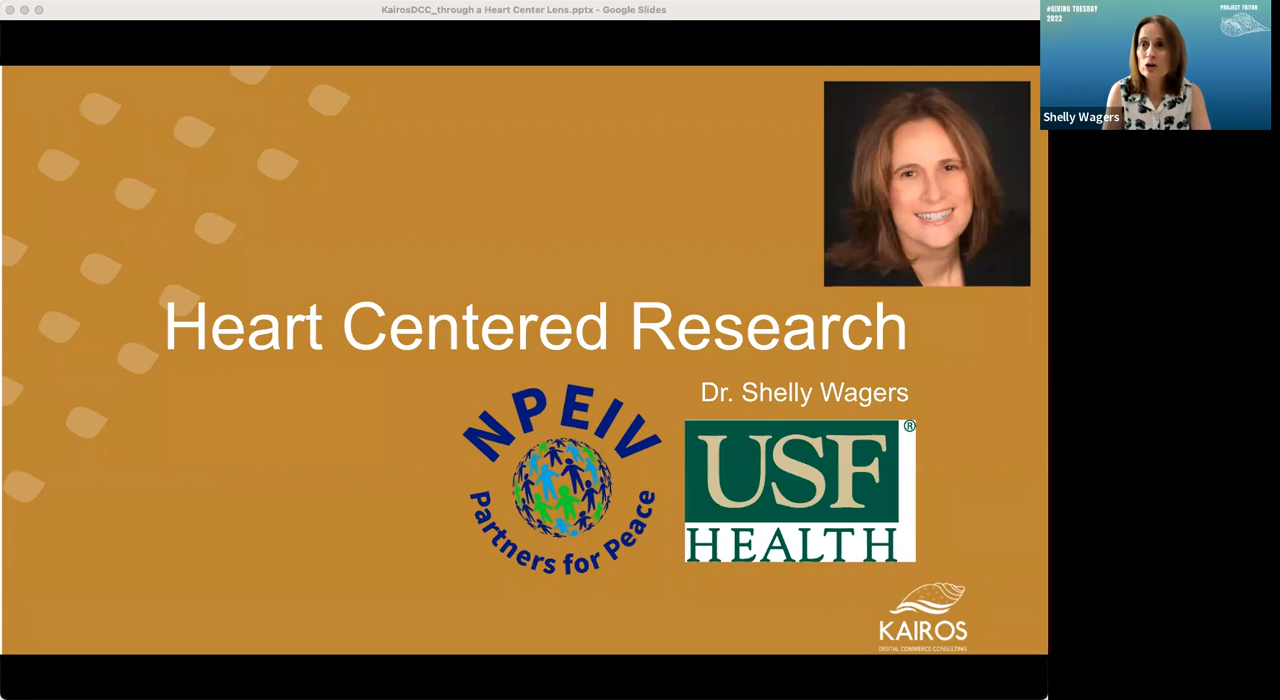 KairosDCC_through a Heart Center Lens.pptx - Google Slides
#GIVING TUESDAY
2022
PROJECT TRITON
Shelly Wagers
Heart Centered Research
Dr. Shelly Wagers
NPEIV
Partners for Peace
USF
®
HEALTH
KAIROS
DIGITAL COMMERCE CONSULTING